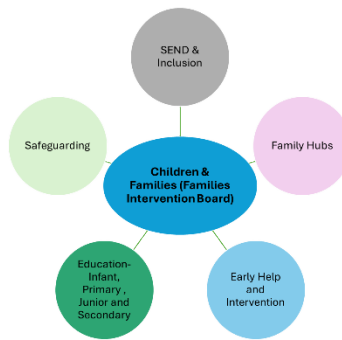 SEND &
Inclusion
Safeguarding
Family Hubs
Children &
Families (Families
Intervention Board)
Education-
Infant,
Primary ,
Junior and
Secondary
Early Help
and
Intervention